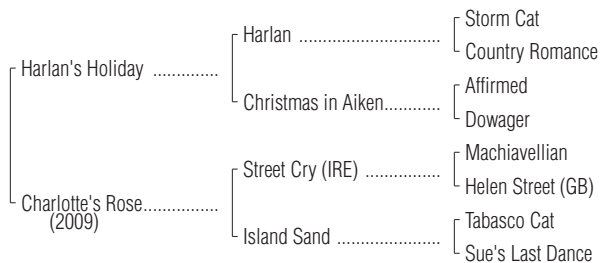 Storm Cat
Harlan ..............................
Country Romance
Harlan's Holiday ..............
Affirmed
Christmas in Aiken............
Dowager
Machiavellian
Street Cry (IRE) ................
Helen Street (GB)
Charlotte's Rose................
(2009)
Tabasco Cat
Island Sand ......................
Sue's Last Dance